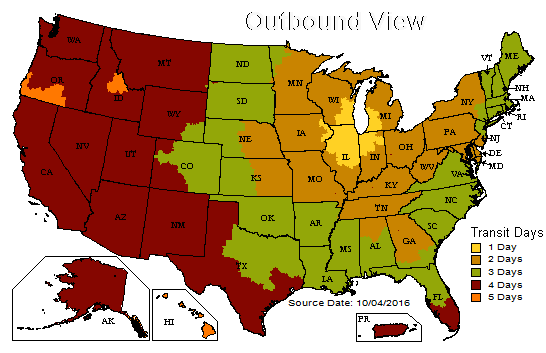 Outbound View
WA
OR
MT
ID
WY
NV
UT
CA
AZ
NM
CO
ND
SD
NE
KS
OK
TX
MN
IA
MO
AR
LA
WI
MI
IL
IN
OH
KY
TN
MS
AL
GA
FL
SC
NC
VA
WV
PA
NY
VT
ME
NH
MA
RI
CT
NJ
DE
MD
AK
HI
PR
Transit Days
1 Day
2 Days
3 Days
4 Days
5 Days
Source Date: 10/04/2016